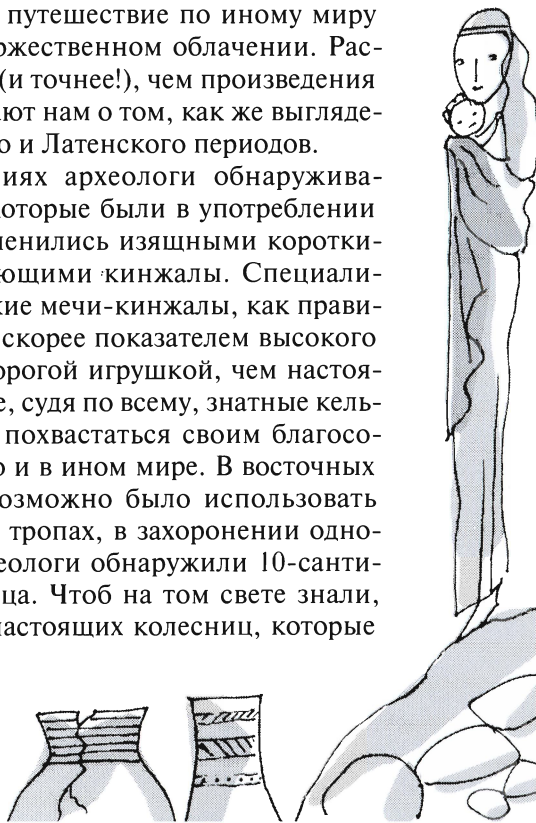 путешествие по иному миру
ржественном облачении. Рас-
(и точнее!), чем произведения
ают нам о том, как же выгляде-
о и Латенского периодов.
иях археологи обнаружива-
оторые были в употреблении
менились изящными коротки-
ющими кинжалы. Специали-
кие мечи-кинжалы, как прави-
скорее показателем высокого
орогой игрушкой, чем настоя-
е, судя по всему, знатные кель-
похвастаться своим благосо-
о и в ином мире. В восточных
возможно было использовать
тропах, в захоронении одно-
еологи обнаружили 10-санти-
ца. Чтоб на том свете знали,
настоящих колесниц, которые